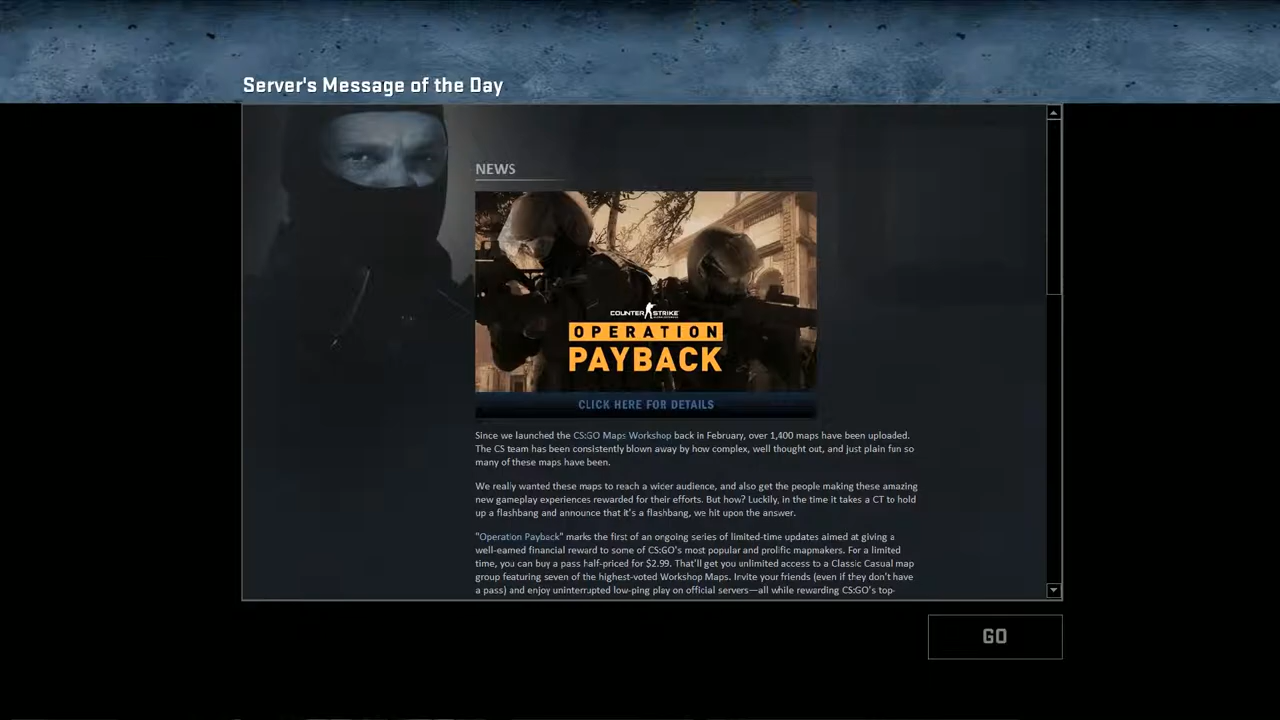 Server's Message of the Day
NEWS
COUNTER STRIKE
OPERATION
PAYBACK
CLICK HERE FOR DETAILS
Since we launched the CS:GO Maps Workshop back in February, over 1,400 maps have been uploaded.
The CS team has been consistently blown away by how complex, well thought out, and just plain fun so
many of these maps have been.
We really wanted these maps to reach a wicer audience, and also get the people making these amazing
new gameplay experiences rewarded for their efforts. But how? Luckily, in the time it takes a CT to hold
up a flashbang and announce that it's a flashbang, we hit upon the answer.
"Operation Payback" marks the first of an ongoing series of limited-time updates aimed at giving a
well-earned financial reward to some of CS:GO's most popular and prolific mapmakers. For a limited
time, you can buy a pass half-priced for $2.99. That'll get you unlimited access to a Classic Casual map
group featuring seven of the highest-voted Workshop Maps. Invite your friends (even if they don't have
a pass) and enjoy uninterrupted low-ping play on official servers—all while rewarding CS:GO's top-
GO